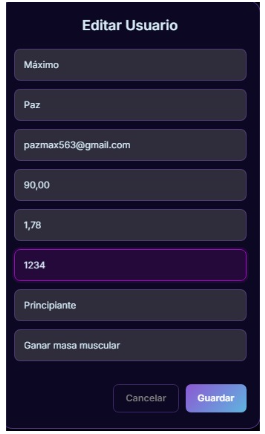 Editar Usuario
Máximo
Paz
pazmax563@gmail.com
90,00
1,78
1234
Principiante
Ganar masa muscular
Cancelar
Guardar